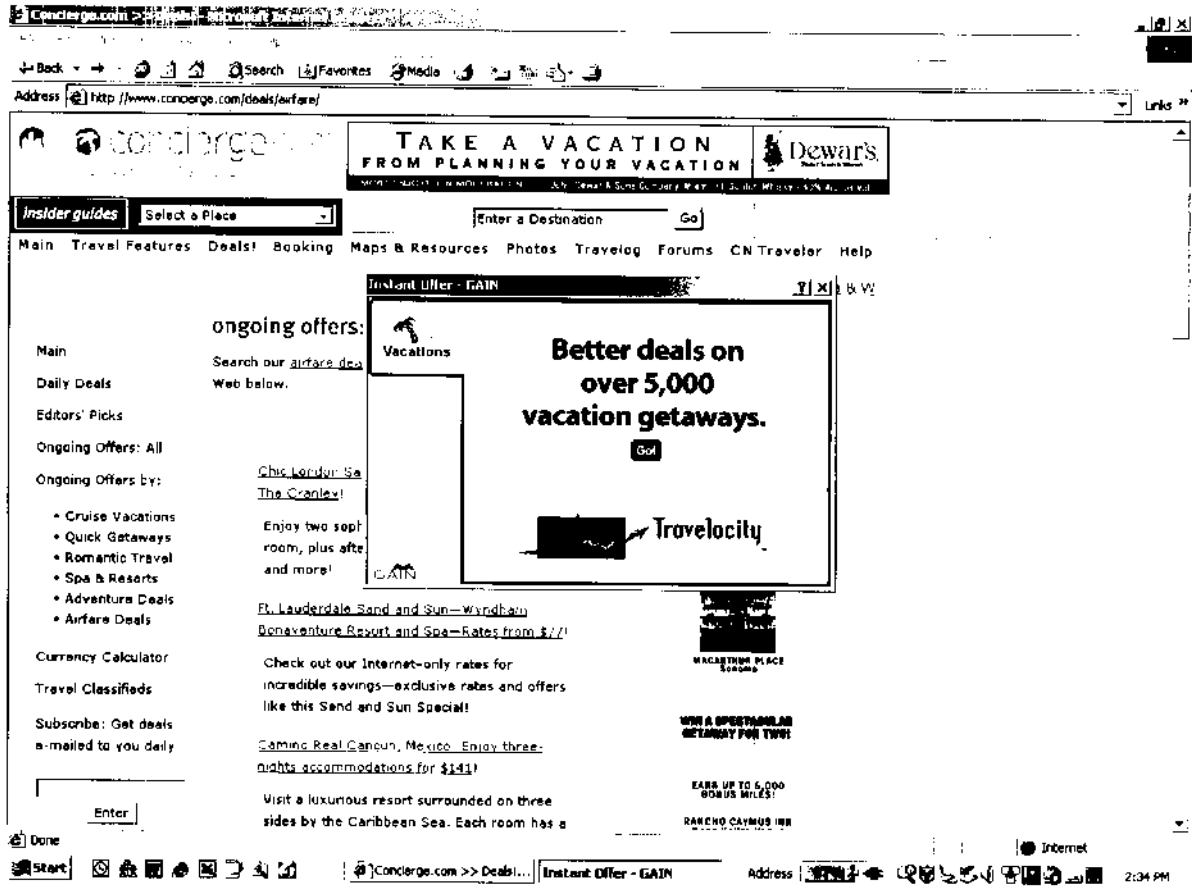 Concierge.com >>
Back
Search Favorites Media
Address http //www.concierge.com/deals/airfare/
Links »
concierge
TAKE A VACATION
FROM PLANNING YOUR VACATION
Dewar's
insider guides
Select a Place
Enter a Destination
Go
Main Travel Features Deals! Booking Maps & Resources Photos Travelog Forums CN Traveler Help
Instant Offer - GAIN
& W
ongoing offers:
Search our airfare dea
Web below.
Vacations
Better deals on
over 5,000
vacation getaways.
Go!
Travelocity
GAIN
Main
Daily Deals
Editors' Picks
Ongoing Offers: All
Ongoing Offers by:
• Cruise Vacations
• Quick Getaways
• Romantic Travel
• Spa & Resorts
• Adventure Deals
• Airfare Deals
Currency Calculator
Travel Classifieds
Subscribe: Get deals
e-mailed to you daily
Enter
Chic London Sa
The Cranley!
Enjoy two soph
room, plus afte
and more!
Ft. Lauderdale Sand and Sun—Wyndham
Bonaventure Resort and Spa—Rates from $77!
Check out our Internet-only rates for
incredible savings—exclusive rates and offers
like this Sand and Sun Special!
Camino Real Cancun, Mexico Enjoy three-
nights accommodations for $141!
Visit a luxurious resort surrounded on three
sides by the Caribbean Sea. Each room has a
MACARTHUR PLACE
Sonoma
WIN A SPECTACULAR
GETAWAY FOR TWO!
EARN UP TO 6,000
BONUS MILES!
RANCHO CAYMUS INN
Done
Internet
Start
Concierge.com >> Deals!...
Instant Offer - GAIN
Address
2:34 PM